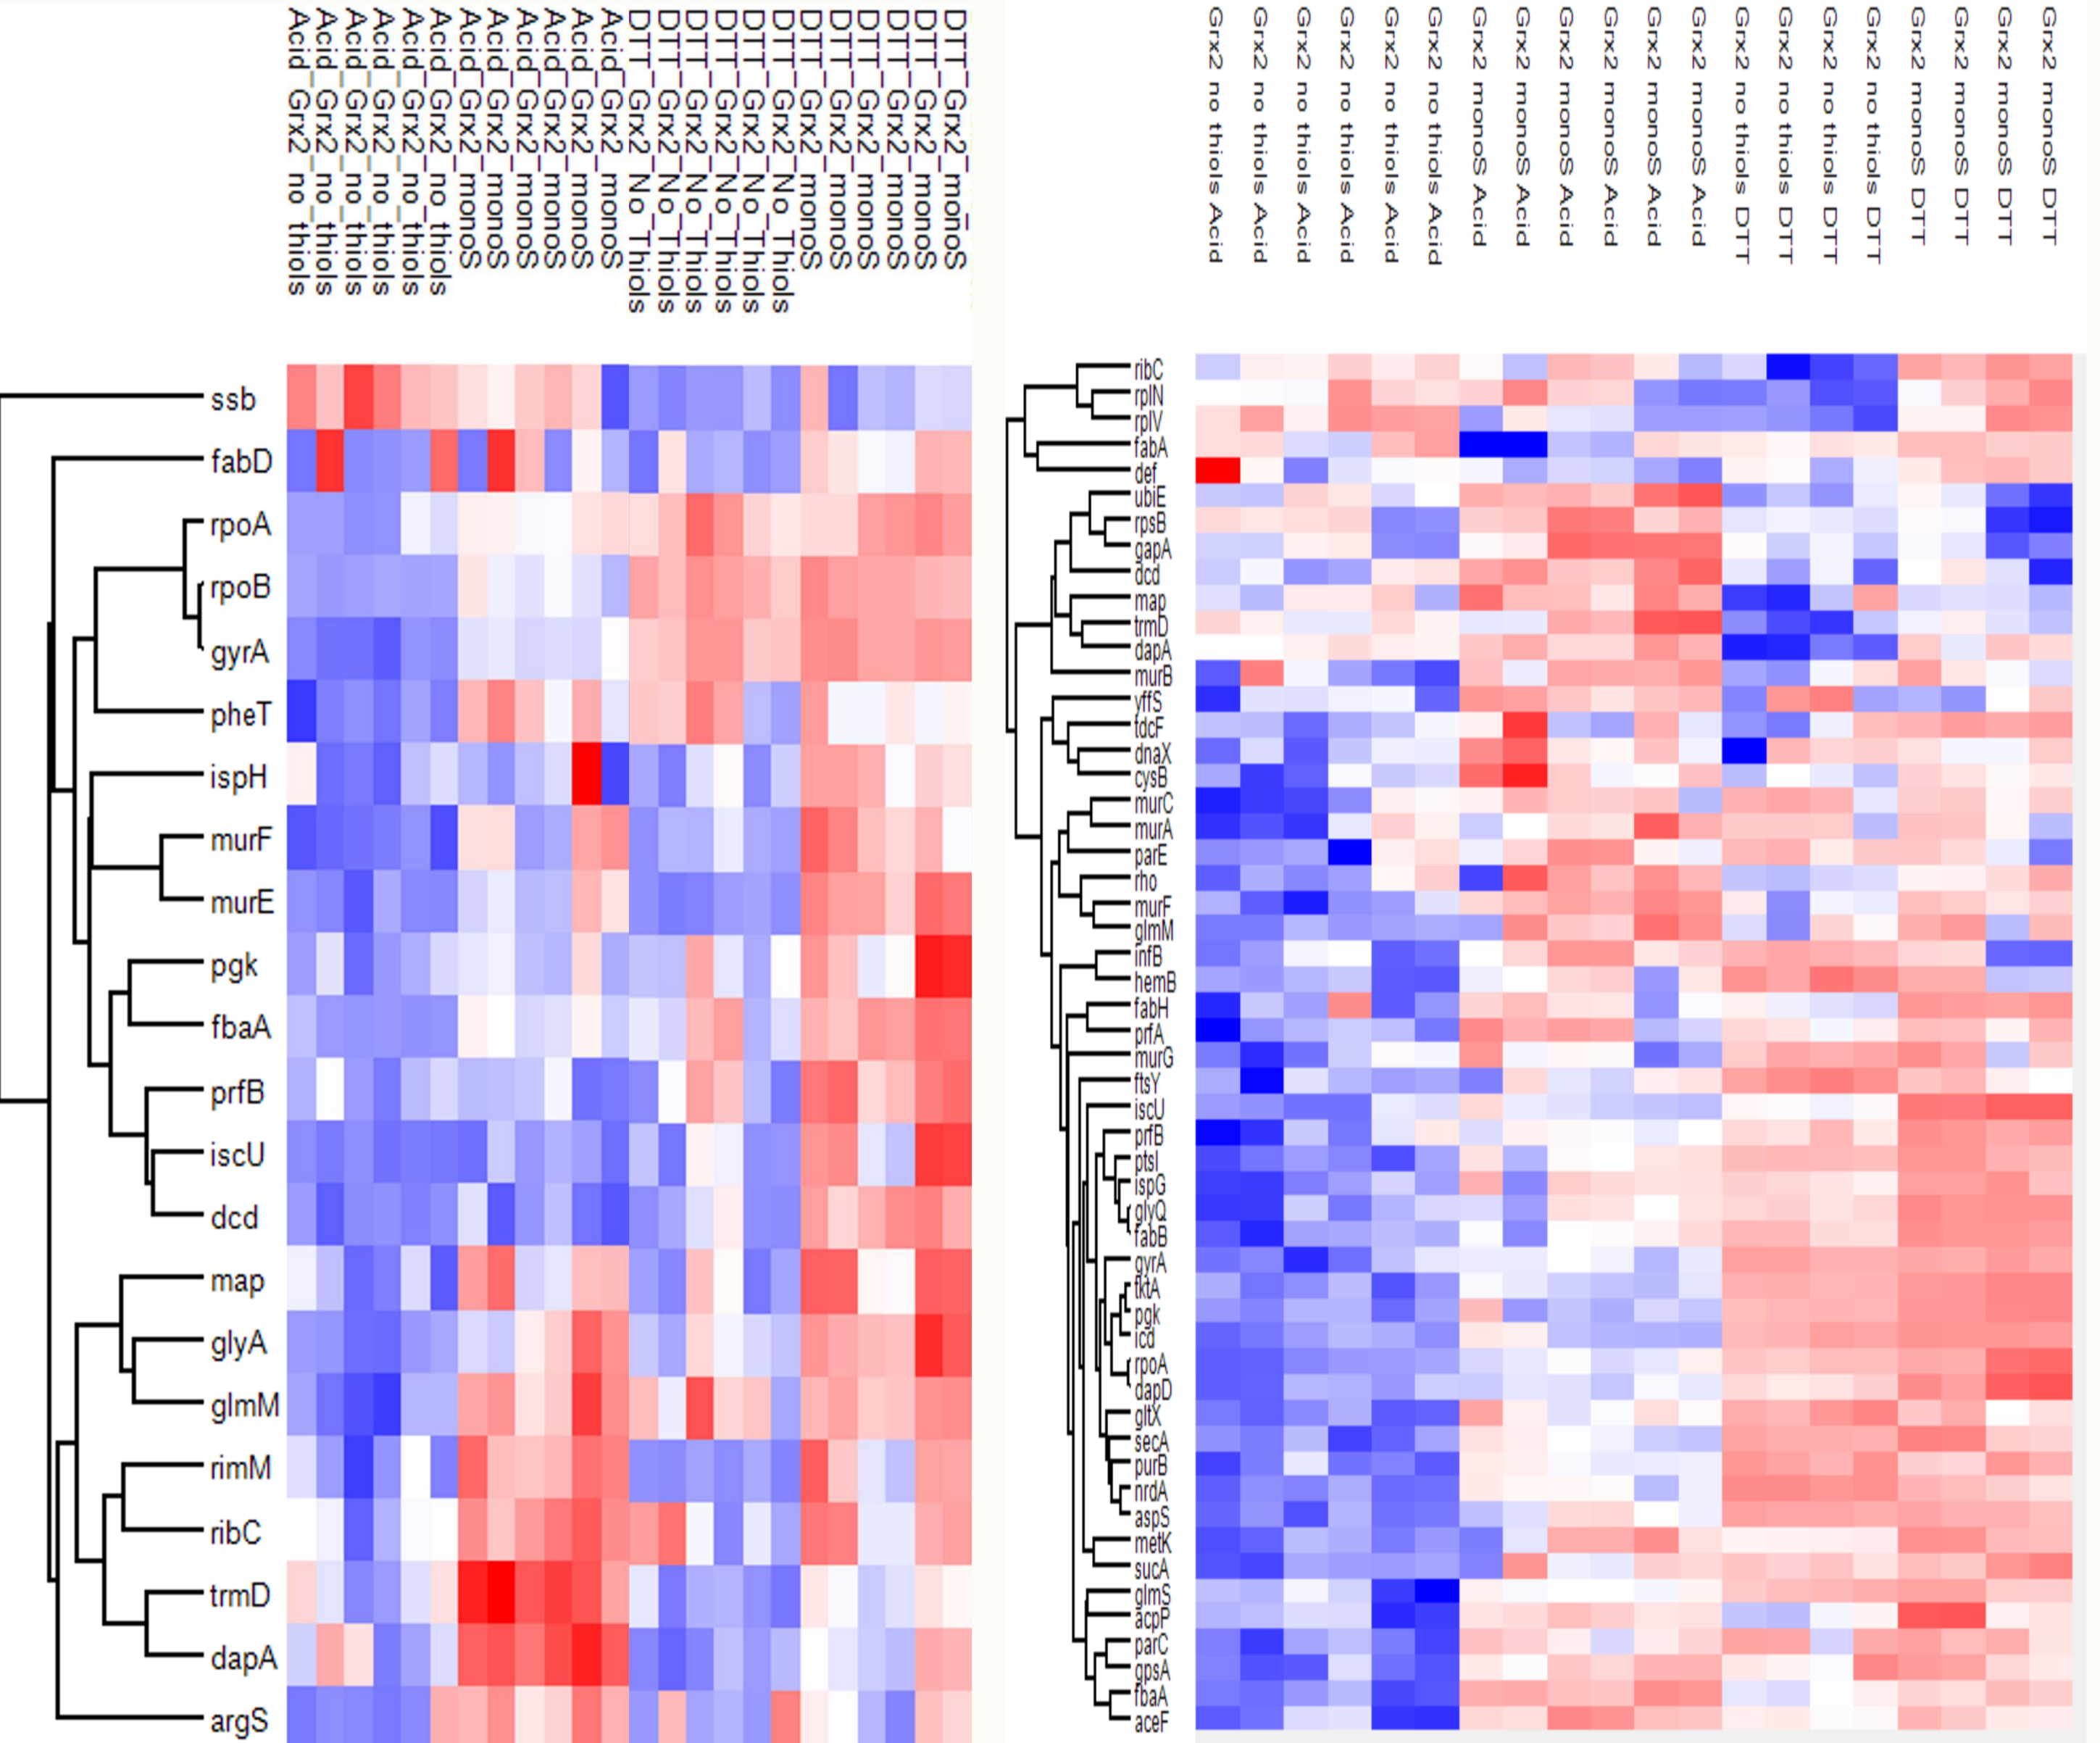 Acid_Grx2_no_thiols
Acid_Grx2_no_thiols
Acid_Grx2_no_thiols
Acid_Grx2_no_thiols
Acid_Grx2_no_thiols
Acid_Grx2_no_thiols
Acid_Grx2_monoS
Acid_Grx2_monoS
Acid_Grx2_monoS
Acid_Grx2_monoS
Acid_Grx2_monoS
Acid_Grx2_monoS
DTT_Grx2_No_Thiols
DTT_Grx2_No_Thiols
DTT_Grx2_No_Thiols
DTT_Grx2_No_Thiols
DTT_Grx2_No_Thiols
DTT_Grx2_No_Thiols
DTT_Grx2_monoS
DTT_Grx2_monoS
DTT_Grx2_monoS
DTT_Grx2_monoS
DTT_Grx2_monoS
DTT_Grx2_monoS
ssb
fabD
rpoA
rpoB
gyrA
pheT
ispH
murF
murE
pgk
fbaA
prfB
iscU
dcd
map
glyA
glmM
rimM
ribC
trmD
dapA
argS
Grx2 no thiols Acid
Grx2 no thiols Acid
Grx2 no thiols Acid
Grx2 no thiols Acid
Grx2 no thiols Acid
Grx2 no thiols Acid
Grx2 monoS Acid
Grx2 monoS Acid
Grx2 monoS Acid
Grx2 monoS Acid
Grx2 monoS Acid
Grx2 monoS Acid
Grx2 no thiols DTT
Grx2 no thiols DTT
Grx2 no thiols DTT
Grx2 no thiols DTT
Grx2 monoS DTT
Grx2 monoS DTT
Grx2 monoS DTT
Grx2 monoS DTT
ribC
rplN
rplV
fabA
def
ubiE
rpsB
gapA
dcd
map
trmD
dapA
murB
yffS
tdcF
dnaX
cysB
murC
murA
parE
rho
murF
glmM
infB
hemB
fabH
prfA
murG
ftsY
iscU
prfB
ptsI
ispG
glyQ
fabB
gyrA
tktA
pgk
icd
rpoA
dapD
gltX
secA
purB
nrdA
aspS
metK
sucA
glmS
acpP
parC
gpsA
fbaA
aceF